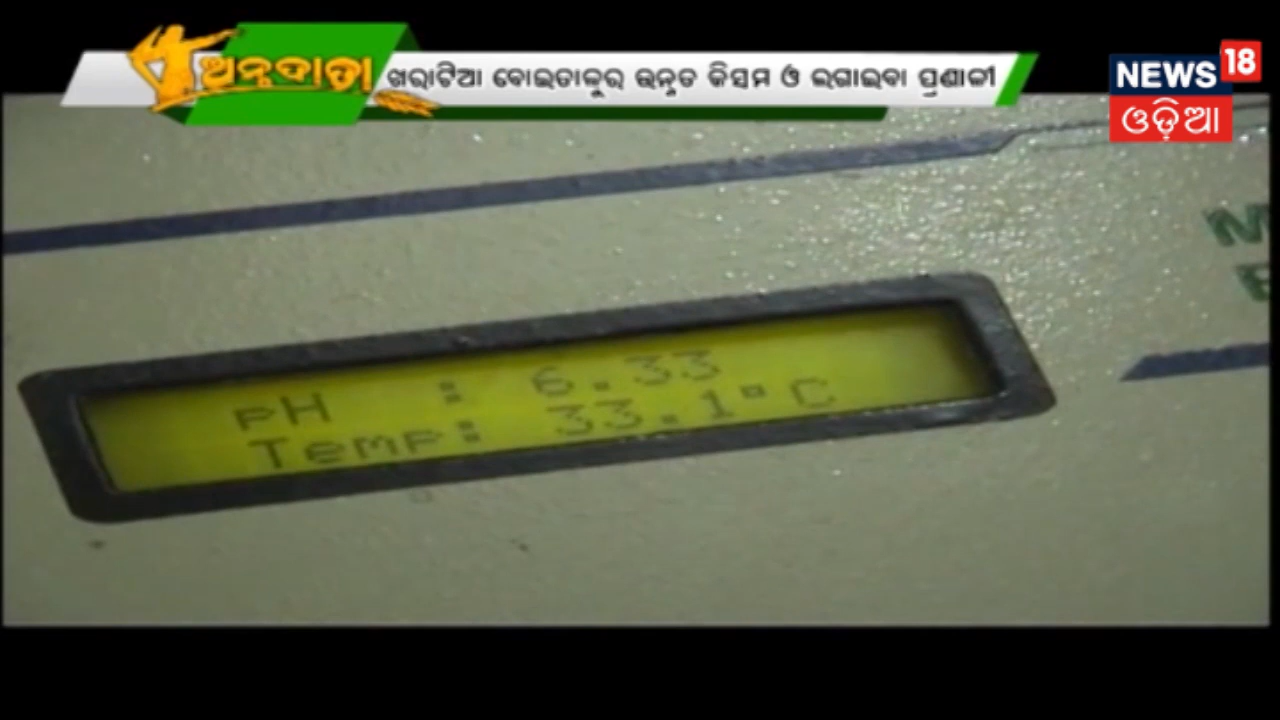 ଅନ୍ନଦାତା
ଖରାଟିଆ ବୋଇତାଳୁର ଉନ୍ନତ କିସମ ଓ ଲଗାଇବା ପ୍ରଣାଳୀ
NEWS 18
ଓଡ଼ିଆ
pH : 6.33
Temp: 33.1°C